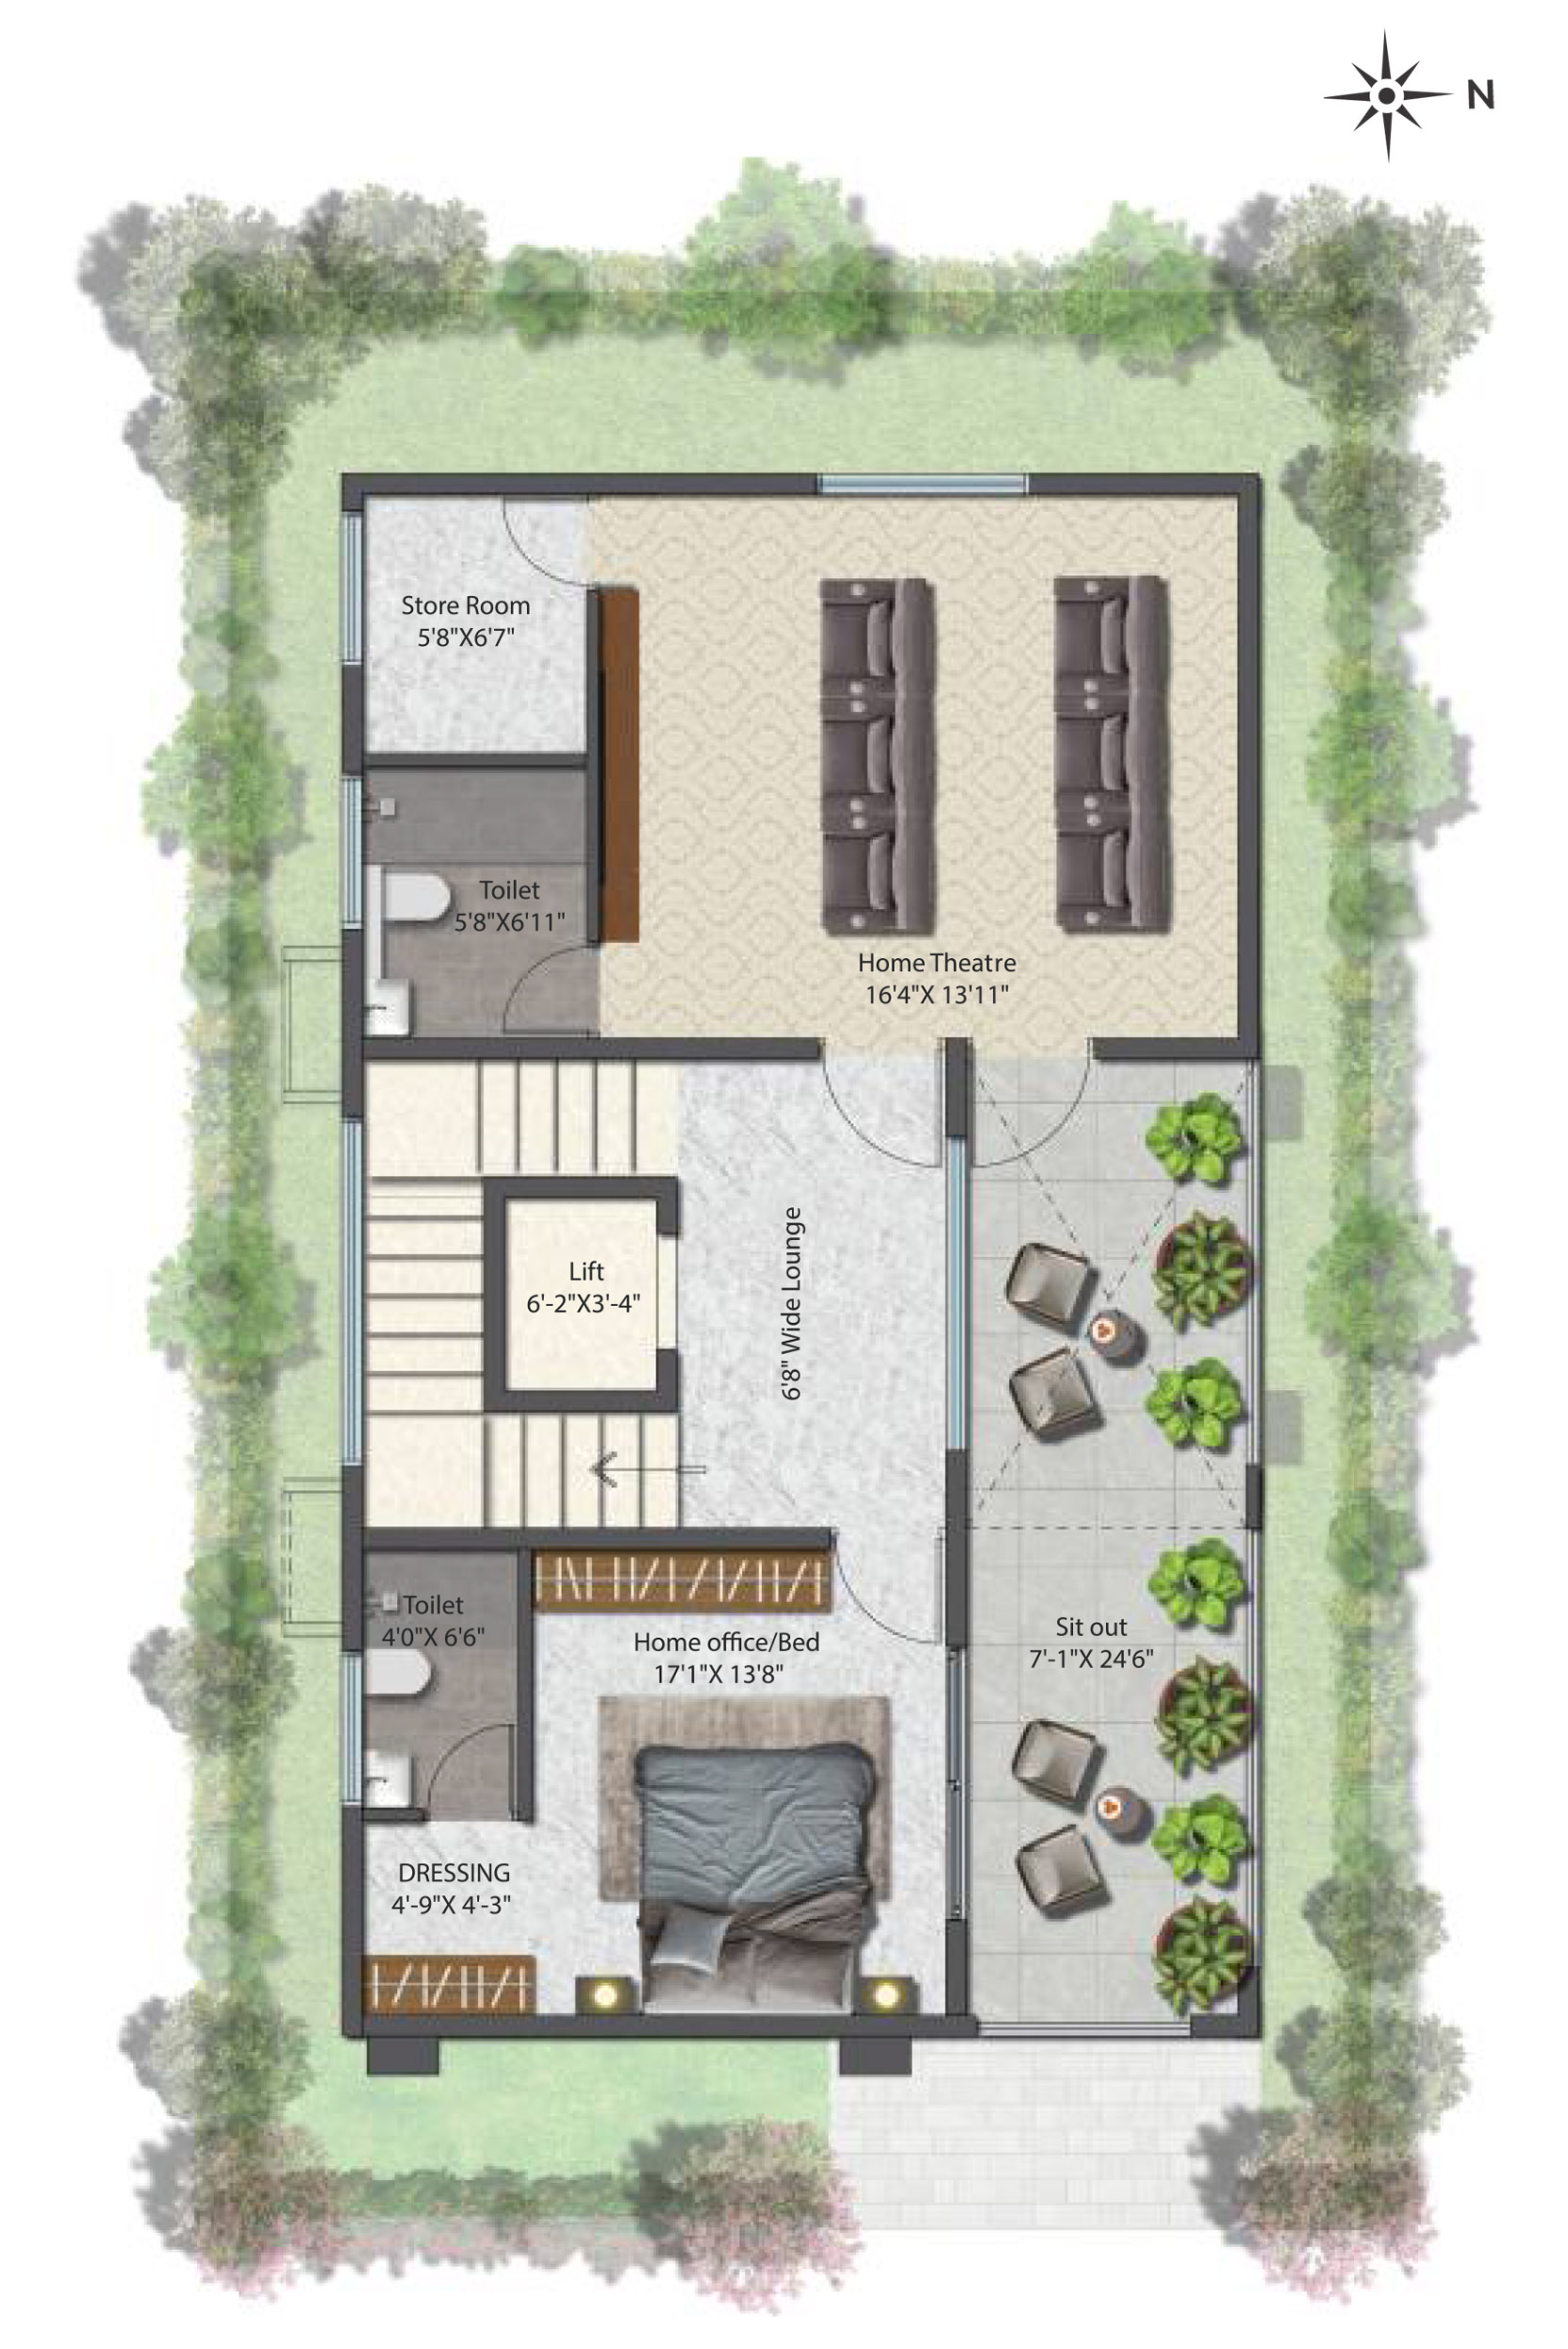 N
Store Room
5'8"X6'7"
Toilet
5'8"X6'11"
Home Theatre
16'4"X 13'11"
Lift
6'-2"X3'-4"
6'8" Wide Lounge
Toilet
4'0"X 6'6"
Home office/Bed
17'1"X 13'8"
Sit out
7'-1"X 24'6"
DRESSING
4'-9"X 4'-3"